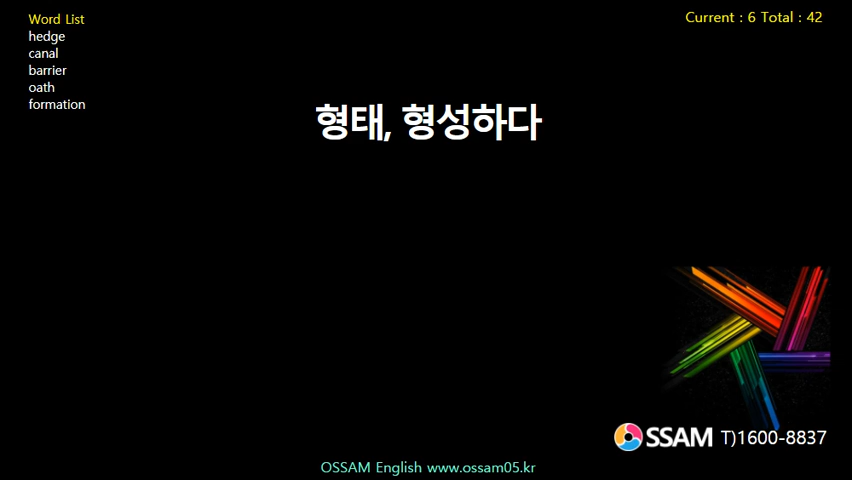 Word List
hedge
canal
barrier
oath
formation
Current : 6 Total : 42
형태, 형성하다
OSSAM T)1600-8837
OSSAM English www.ossam05.kr